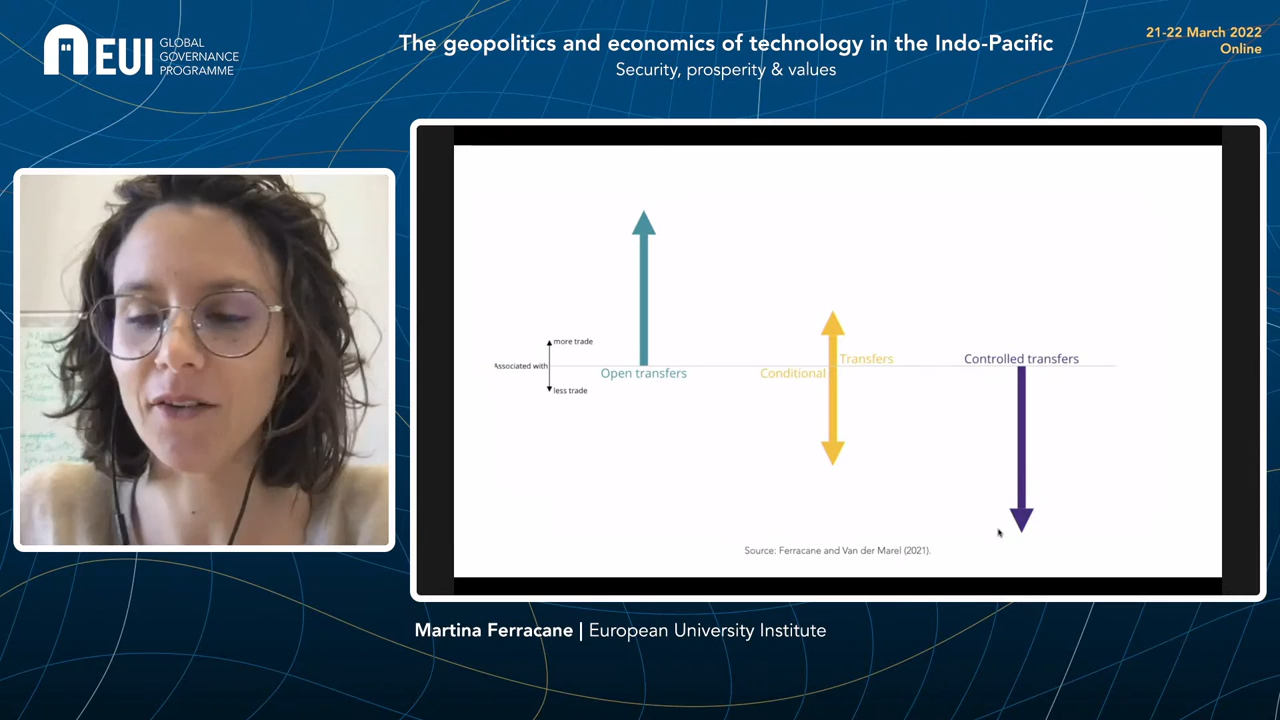 EUI
GLOBAL
GOVERNANCE
PROGRAMME
The geopolitics and economics of technology in the Indo-Pacific
Security, prosperity & values
21-22 March 2022
Online
more trade
Associated with
less trade
Open transfers
Transfers
Conditional
Controlled transfers
Source: Ferracane and Van der Marel (2021).
Martina Ferracane | European University Institute